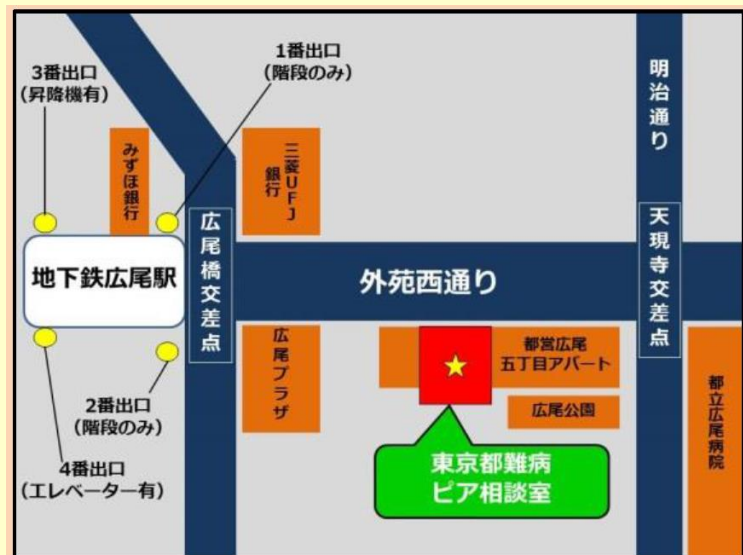 3番出口
(昇降機有)
1番出口
(階段のみ)
明治通り
みずほ銀行
三菱UFJ
銀行
地下鉄広尾駅
広尾橋交差点
外苑西通り
天現寺交差点
広尾プラザ
都営広尾
五丁目アパート
都立広尾病院
2番出口
(階段のみ)
広尾公園
4番出口
(エレベーター有)
東京都難病
ピア相談室